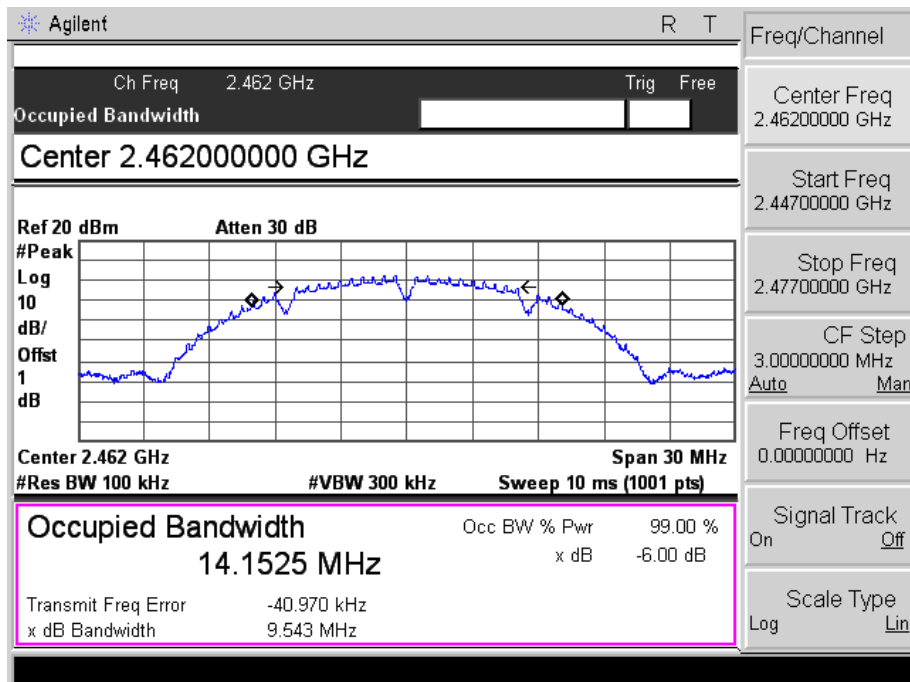 Agilent R T
Ch Freq 2.462 GHz Trig Free
Occupied Bandwidth
Center 2.462000000 GHz
Ref 20 dBm Atten 30 dB
#Peak
Log
10
dB/
Offst
1
dB
Center 2.462 GHz Span 30 MHz
#Res BW 100 kHz #VBW 300 kHz Sweep 10 ms (1001 pts)
Occupied Bandwidth
14.1525 MHz
Occ BW % Pwr 99.00 %
x dB -6.00 dB
Transmit Freq Error -40.970 kHz
x dB Bandwidth 9.543 MHz
Freq/Channel
Center Freq
2.46200000 GHz
Start Freq
2.44700000 GHz
Stop Freq
2.47700000 GHz
CF Step
3.00000000 MHz
Auto Man
Freq Offset
0.00000000 Hz
Signal Track
On Off
Scale Type
Log Lin